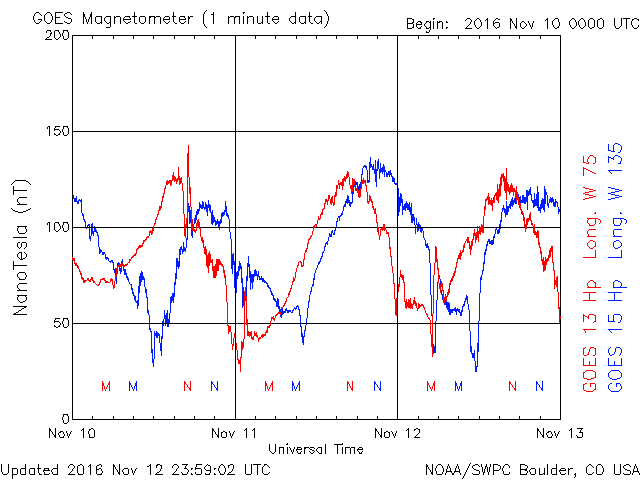 GOES Magnetometer (1 minute data)
Begin: 2016 Nov 10 0000 UTC
200
150
100
50
0
NanoTesla (nT)
M M N N M M N N M M N N
Nov 10 Nov 11 Nov 12 Nov 13
Universal Time
GOES 13 Hp Long. W 75
GOES 15 Hp Long. W 135
Updated 2016 Nov 12 23:59:02 UTC
NOAA/SWPC Boulder, CO USA